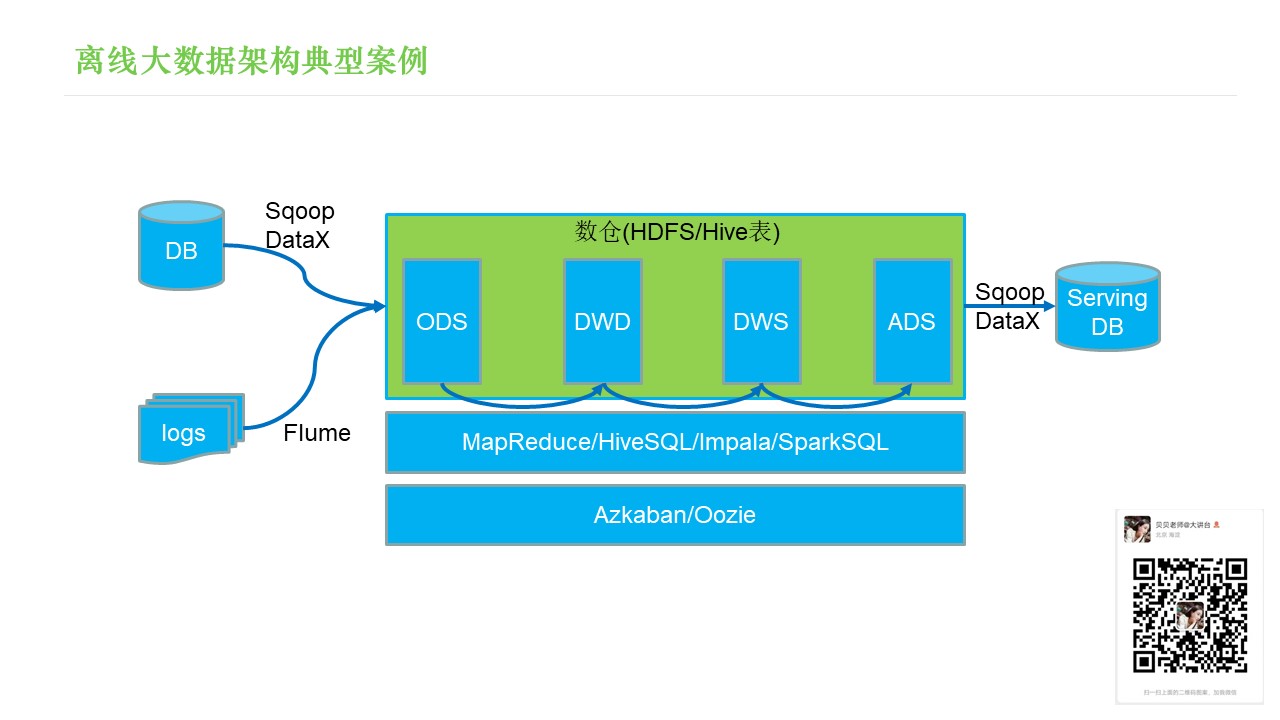 离线大数据架构典型案例
Sqoop
DataX
DB
数仓(HDFS/Hive表)
ODS
DWD
DWS
ADS
Sqoop
DataX
Serving
DB
logs
Flume
MapReduce/HiveSQL/Impala/SparkSQL
Azkaban/Oozie
贝贝老师@大讲台
北京 海淀
扫一扫上面的二维码图案，加我微信